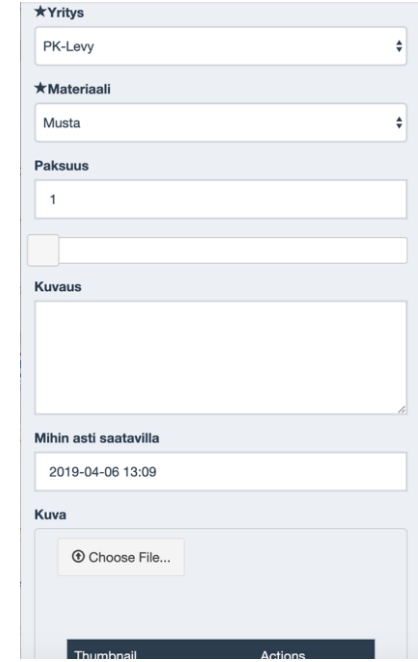 ★Yritys
PK-Levy
★Materiaali
Musta
Paksuus
1
Kuvaus
Mihin asti saatavilla
2019-04-06 13:09
Kuva
Choose File...
Thumbnail Actions